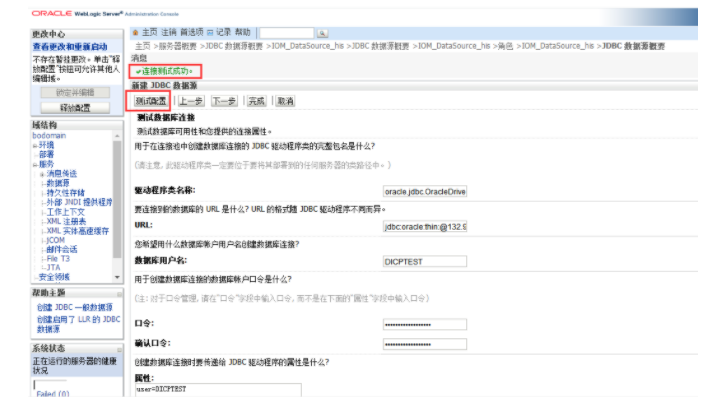 ORACLE WebLogic Server® Administration Console
更改中心
查看更改和重新启动
不存在暂挂更改。单击"释
放配置"按钮可允许其他人
编辑域。
锁定并编辑
释放配置
域结构
bodomain
环境
部署
服务
消息传送
数据源
持久性存储
外部 JNDI 提供程序
工作上下文
XML 注册表
XML 实体高速缓存
JCOM
邮件会话
File T3
JTA
安全领域
帮助主题
创建 JDBC 一般数据源
创建启用了 LLR 的 JDBC
数据源
系统状态
正在运行的服务器的健康
状况
Failed (0)
主页 注销 首选项 记录 帮助
主页 >服务器概要 >JDBC 数据源概要 >IOM_DataSource_his >JDBC 数据源概要 >IOM_DataSource_his >角色 >IOM_DataSource_his >JDBC 数据源概要
消息
连接测试成功。
新建 JDBC 数据源
测试配置 上一步 下一步 完成 取消
测试数据库连接
测试数据库可用性和您提供的连接属性。
用于在连接池中创建数据库连接的 JDBC 驱动程序类的完整包名是什么?
(请注意, 此驱动程序类一定要位于要将其部署到的任何服务器的类路径中。)
驱动程序类名称: oracle.jdbc.OracleDrive
要连接到的数据库的 URL 是什么? URL 的格式随 JDBC 驱动程序不同而异。
URL: jdbc:oracle:thin:@132.9
您希望用什么数据库帐户用户名创建数据库连接?
数据库用户名: DICPTEST
用于创建数据库连接的数据库帐户口令是什么?
(注: 对于口令管理, 请在"口令"字段中输入口令, 而不是在下面的"属性"字段中输入口令)
口令: ••••••••••••••••••
确认口令: ••••••••••••••••••
创建数据库连接时要传递给 JDBC 驱动程序的属性是什么?
属性:
user=DICPTEST